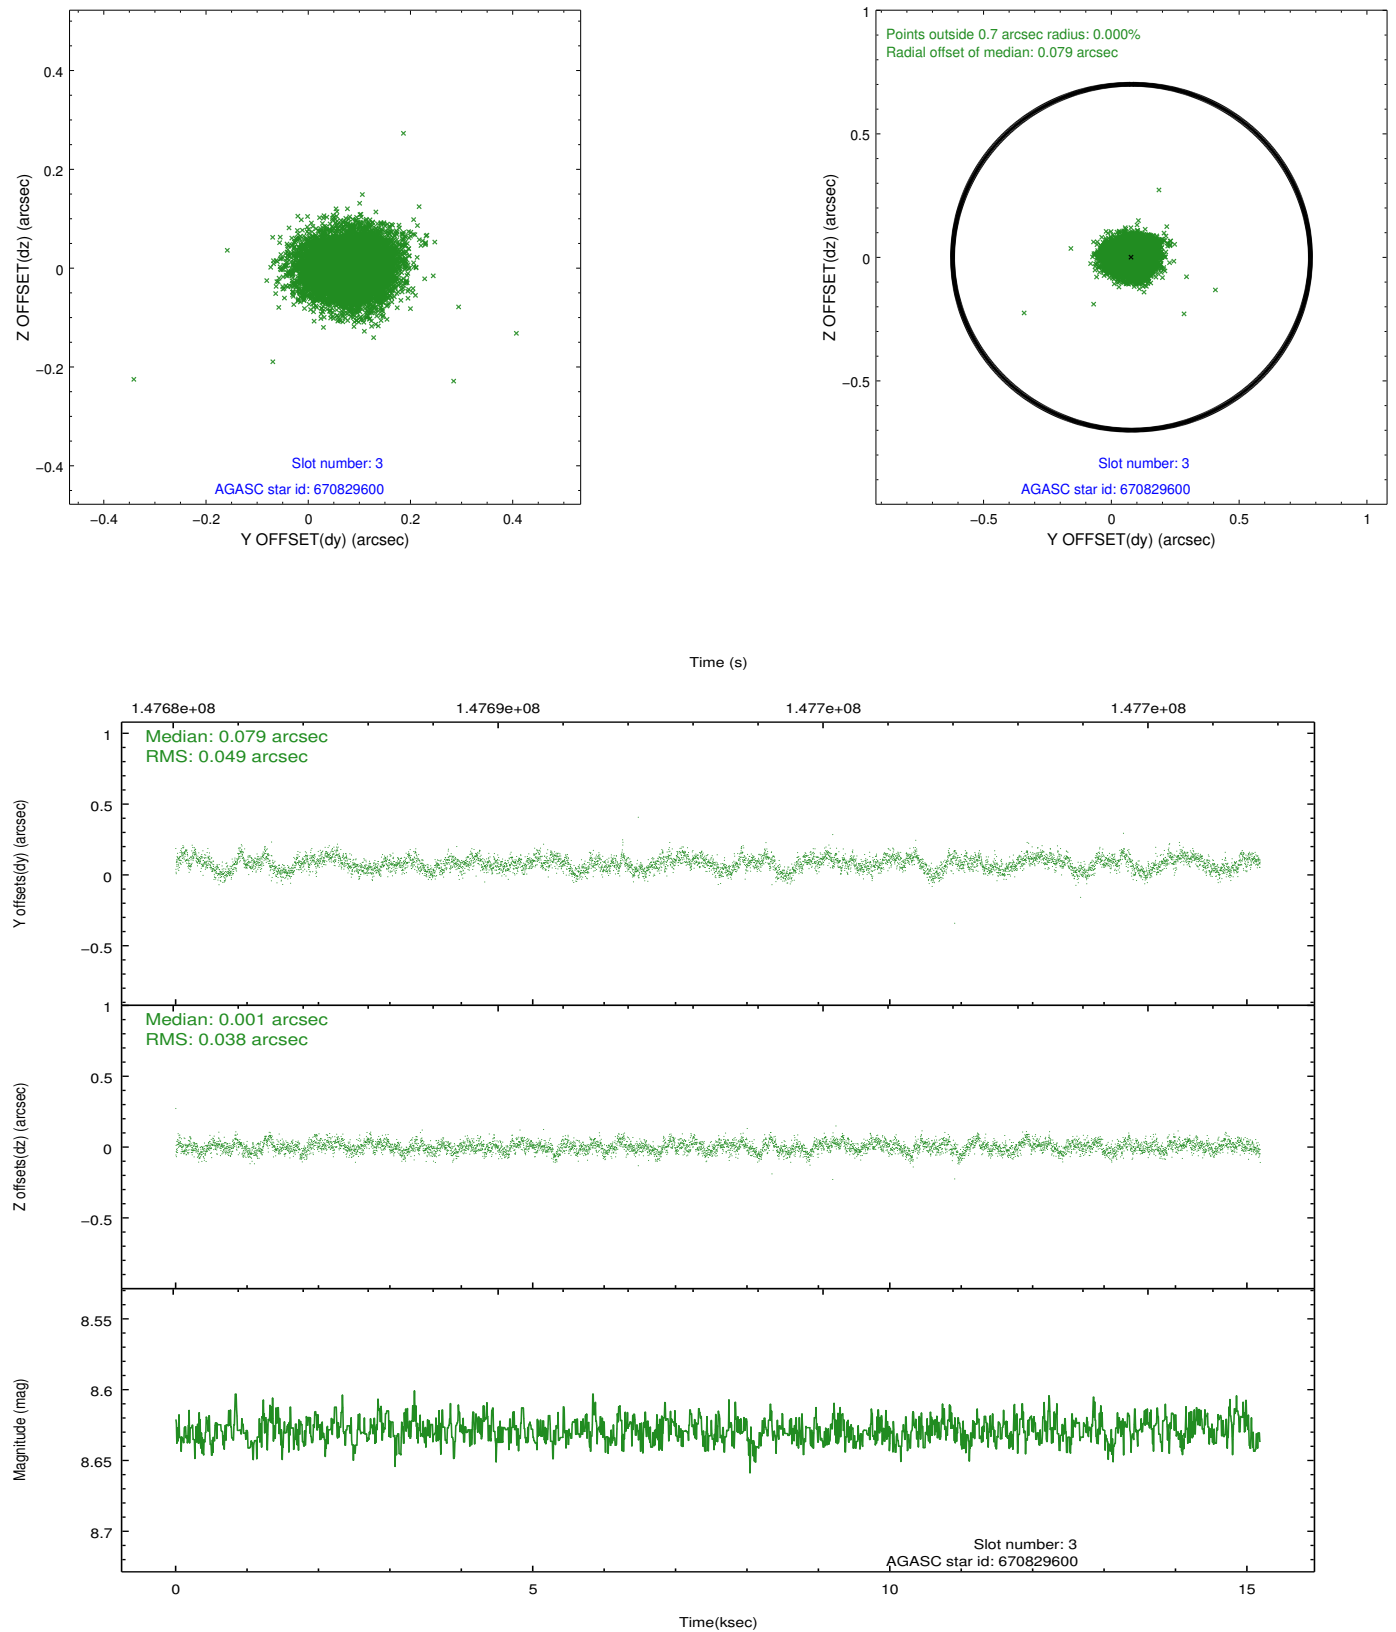 0.4
0.2
0
−0.2
−0.4
Z OFFSET(dz) (arcsec)
Slot number: 3
AGASC star id: 670829600
−0.4 −0.2 0 0.2 0.4
Y OFFSET(dy) (arcsec)
Points outside 0.7 arcsec radius: 0.000%
Radial offset of median: 0.079 arcsec
1
0.5
0
−0.5
Z OFFSET(dz) (arcsec)
Slot number: 3
AGASC star id: 670829600
−0.5 0 0.5 1
Y OFFSET(dy) (arcsec)
Time (s)
1.4768e+08 1.4769e+08 1.477e+08 1.477e+08
Median: 0.079 arcsec
RMS: 0.049 arcsec
1
0.5
0
−0.5
Y offsets(dy) (arcsec)
Median: 0.001 arcsec
RMS: 0.038 arcsec
1
0.5
0
−0.5
Z offsets(dz) (arcsec)
8.55
8.6
8.65
8.7
Magnitude (mag)
Slot number: 3
AGASC star id: 670829600
0 5 10 15
Time(ksec)